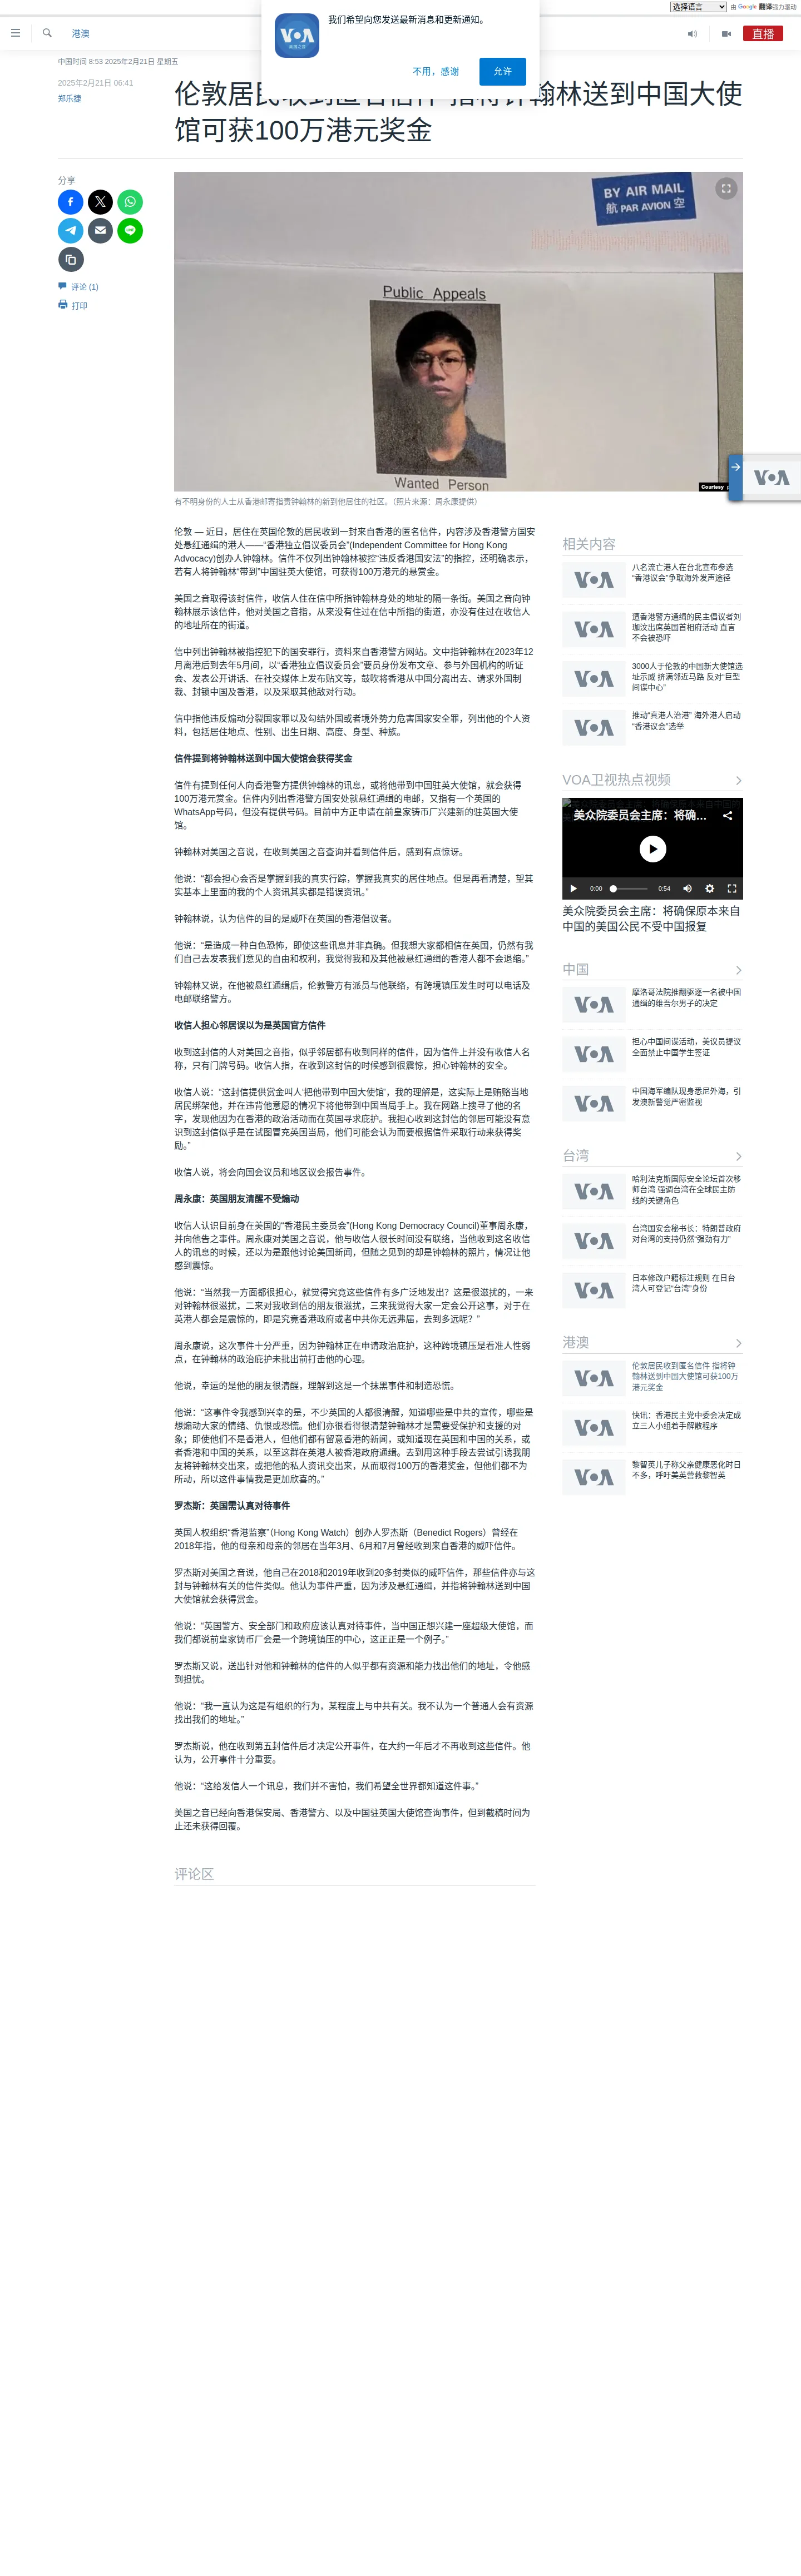 选择语言 由 Google 翻译强力驱动
VOA 美国之音
我们希望向您发送最新消息和更新通知。
不用，感谢 允许
港澳
直播
中国时间 8:53 2025年2月21日 星期五
2025年2月21日 06:41
郑乐捷
伦敦居民收到匿名信件 指将钟翰林送到中国大使
馆可获100万港元奖金
分享
评论 (1)
打印
BY AIR MAIL
航 PAR AVION 空
Public Appeals
Wanted Person
Courtesy
有不明身份的人士从香港邮寄指责钟翰林的新到他居住的社区。（照片来源：周永康提供）
伦敦 — 近日，居住在英国伦敦的居民收到一封来自香港的匿名信件，内容涉及香港警方国安
处悬红通缉的港人——“香港独立倡议委员会”(Independent Committee for Hong Kong
Advocacy)创办人钟翰林。信件不仅列出钟翰林被控“违反香港国安法”的指控，还明确表示，
若有人将钟翰林“带到”中国驻英大使馆，可获得100万港元的悬赏金。
美国之音取得该封信件，收信人住在信中所指钟翰林身处的地址的隔一条街。美国之音向钟
翰林展示该信件，他对美国之音指，从来没有住过在信中所指的街道，亦没有住过在收信人
的地址所在的街道。
信中列出钟翰林被指控犯下的国安罪行，资料来自香港警方网站。文中指钟翰林在2023年12
月离港后到去年5月间，以“香港独立倡议委员会”要员身份发布文章、参与外国机构的听证
会、发表公开讲话、在社交媒体上发布贴文等，鼓吹将香港从中国分离出去、请求外国制
裁、封锁中国及香港，以及采取其他敌对行动。
信中指他违反煽动分裂国家罪以及勾结外国或者境外势力危害国家安全罪，列出他的个人资
料，包括居住地点、性别、出生日期、高度、身型、种族。
信件提到将钟翰林送到中国大使馆会获得奖金
信件有提到任何人向香港警方提供钟翰林的讯息，或将他带到中国驻英大使馆，就会获得
100万港元赏金。信件内列出香港警方国安处就悬红通缉的电邮，又指有一个英国的
WhatsApp号码，但没有提供号码。目前中方正申请在前皇家铸币厂兴建新的驻英国大使
馆。
钟翰林对美国之音说，在收到美国之音查询并看到信件后，感到有点惊讶。
他说：“都会担心会否是掌握到我的真实行踪，掌握我真实的居住地点。但是再看清楚，望其
实基本上里面的我的个人资讯其实都是错误资讯。”
钟翰林说，认为信件的目的是威吓在英国的香港倡议者。
他说：“是造成一种白色恐怖，即使这些讯息并非真确。但我想大家都相信在英国，仍然有我
们自己去发表我们意见的自由和权利，我觉得我和及其他被悬红通缉的香港人都不会退缩。”
钟翰林又说，在他被悬红通缉后，伦敦警方有派员与他联络，有跨境镇压发生时可以电话及
电邮联络警方。
收信人担心邻居误以为是英国官方信件
收到这封信的人对美国之音指，似乎邻居都有收到同样的信件，因为信件上并没有收信人名
称，只有门牌号码。收信人指，在收到这封信的时候感到很震惊，担心钟翰林的安全。
收信人说：“这封信提供赏金叫人‘把他带到中国大使馆’，我的理解是，这实际上是贿赂当地
居民绑架他，并在违背他意愿的情况下将他带到中国当局手上。我在网路上搜寻了他的名
字，发现他因为在香港的政治活动而在英国寻求庇护。我担心收到这封信的邻居可能没有意
识到这封信似乎是在试图冒充英国当局，他们可能会认为而要根据信件采取行动来获得奖
励。”
收信人说，将会向国会议员和地区议会报告事件。
周永康：英国朋友清醒不受煽动
收信人认识目前身在美国的“香港民主委员会”(Hong Kong Democracy Council)董事周永康，
并向他告之事件。周永康对美国之音说，他与收信人很长时间没有联络，当他收到这名收信
人的讯息的时候，还以为是跟他讨论美国新闻，但随之见到的却是钟翰林的照片，情况让他
感到震惊。
他说：“当然我一方面都很担心，就觉得究竟这些信件有多广泛地发出？这是很滋扰的，一来
对钟翰林很滋扰，二来对我收到信的朋友很滋扰，三来我觉得大家一定会公开这事，对于在
英港人都会是震惊的，即是究竟香港政府或者中共你无远弗届，去到多远呢？”
周永康说，这次事件十分严重，因为钟翰林正在申请政治庇护，这种跨境镇压是看准人性弱
点，在钟翰林的政治庇护未批出前打击他的心理。
他说，幸运的是他的朋友很清醒，理解到这是一个抹黑事件和制造恐慌。
他说：“这事件令我感到兴幸的是，不少英国的人都很清醒，知道哪些是中共的宣传，哪些是
想煽动大家的情绪、仇恨或恐慌。他们亦很看得很清楚钟翰林才是需要受保护和支援的对
象；即使他们不是香港人，但他们都有留意香港的新闻，或知道现在英国和中国的关系，或
者香港和中国的关系，以至这群在英港人被香港政府通缉。去到用这种手段去尝试引诱我朋
友将钟翰林交出来，或把他的私人资讯交出来，从而取得100万的香港奖金，但他们都不为
所动，所以这件事情我是更加欣喜的。”
罗杰斯：英国需认真对待事件
英国人权组织“香港监察”（Hong Kong Watch）创办人罗杰斯（Benedict Rogers）曾经在
2018年指，他的母亲和母亲的邻居在当年3月、6月和7月曾经收到来自香港的威吓信件。
罗杰斯对美国之音说，他自己在2018和2019年收到20多封类似的威吓信件，那些信件亦与这
封与钟翰林有关的信件类似。他认为事件严重，因为涉及悬红通缉，并指将钟翰林送到中国
大使馆就会获得赏金。
他说：“英国警方、安全部门和政府应该认真对待事件，当中国正想兴建一座超级大使馆，而
我们都说前皇家铸币厂会是一个跨境镇压的中心，这正正是一个例子。”
罗杰斯又说，送出针对他和钟翰林的信件的人似乎都有资源和能力找出他们的地址，令他感
到担忧。
他说：“我一直认为这是有组织的行为，某程度上与中共有关。我不认为一个普通人会有资源
找出我们的地址。”
罗杰斯说，他在收到第五封信件后才决定公开事件，在大约一年后才不再收到这些信件。他
认为，公开事件十分重要。
他说：“这给发信人一个讯息，我们并不害怕，我们希望全世界都知道这件事。”
美国之音已经向香港保安局、香港警方、以及中国驻英国大使馆查询事件，但到截稿时间为
止还未获得回覆。
评论区
相关内容
八名流亡港人在台北宣布参选
“香港议会”争取海外发声途径
遭香港警方通缉的民主倡议者刘
珈汶出席英国首相府活动 直言
不会被恐吓
3000人于伦敦的中国新大使馆选
址示威 挤满邻近马路 反对“巨型
间谍中心”
推动“真港人治港” 海外港人启动
“香港议会”选举
VOA卫视热点视频
美众院委员会主席：将确...
0:00 0:54
美众院委员会主席：将确保原本来自
中国的美国公民不受中国报复
中国
摩洛哥法院推翻驱逐一名被中国
通缉的维吾尔男子的决定
担心中国间谍活动，美议员提议
全面禁止中国学生签证
中国海军编队现身悉尼外海，引
发澳新警觉严密监视
台湾
哈利法克斯国际安全论坛首次移
师台湾 强调台湾在全球民主防
线的关键角色
台湾国安会秘书长：特朗普政府
对台湾的支持仍然“强劲有力”
日本修改户籍标注规则 在日台
湾人可登记“台湾”身份
港澳
伦敦居民收到匿名信件 指将钟
翰林送到中国大使馆可获100万
港元奖金
快讯：香港民主党中委会决定成
立三人小组着手解散程序
黎智英儿子称父亲健康恶化时日
不多，呼吁美英营救黎智英